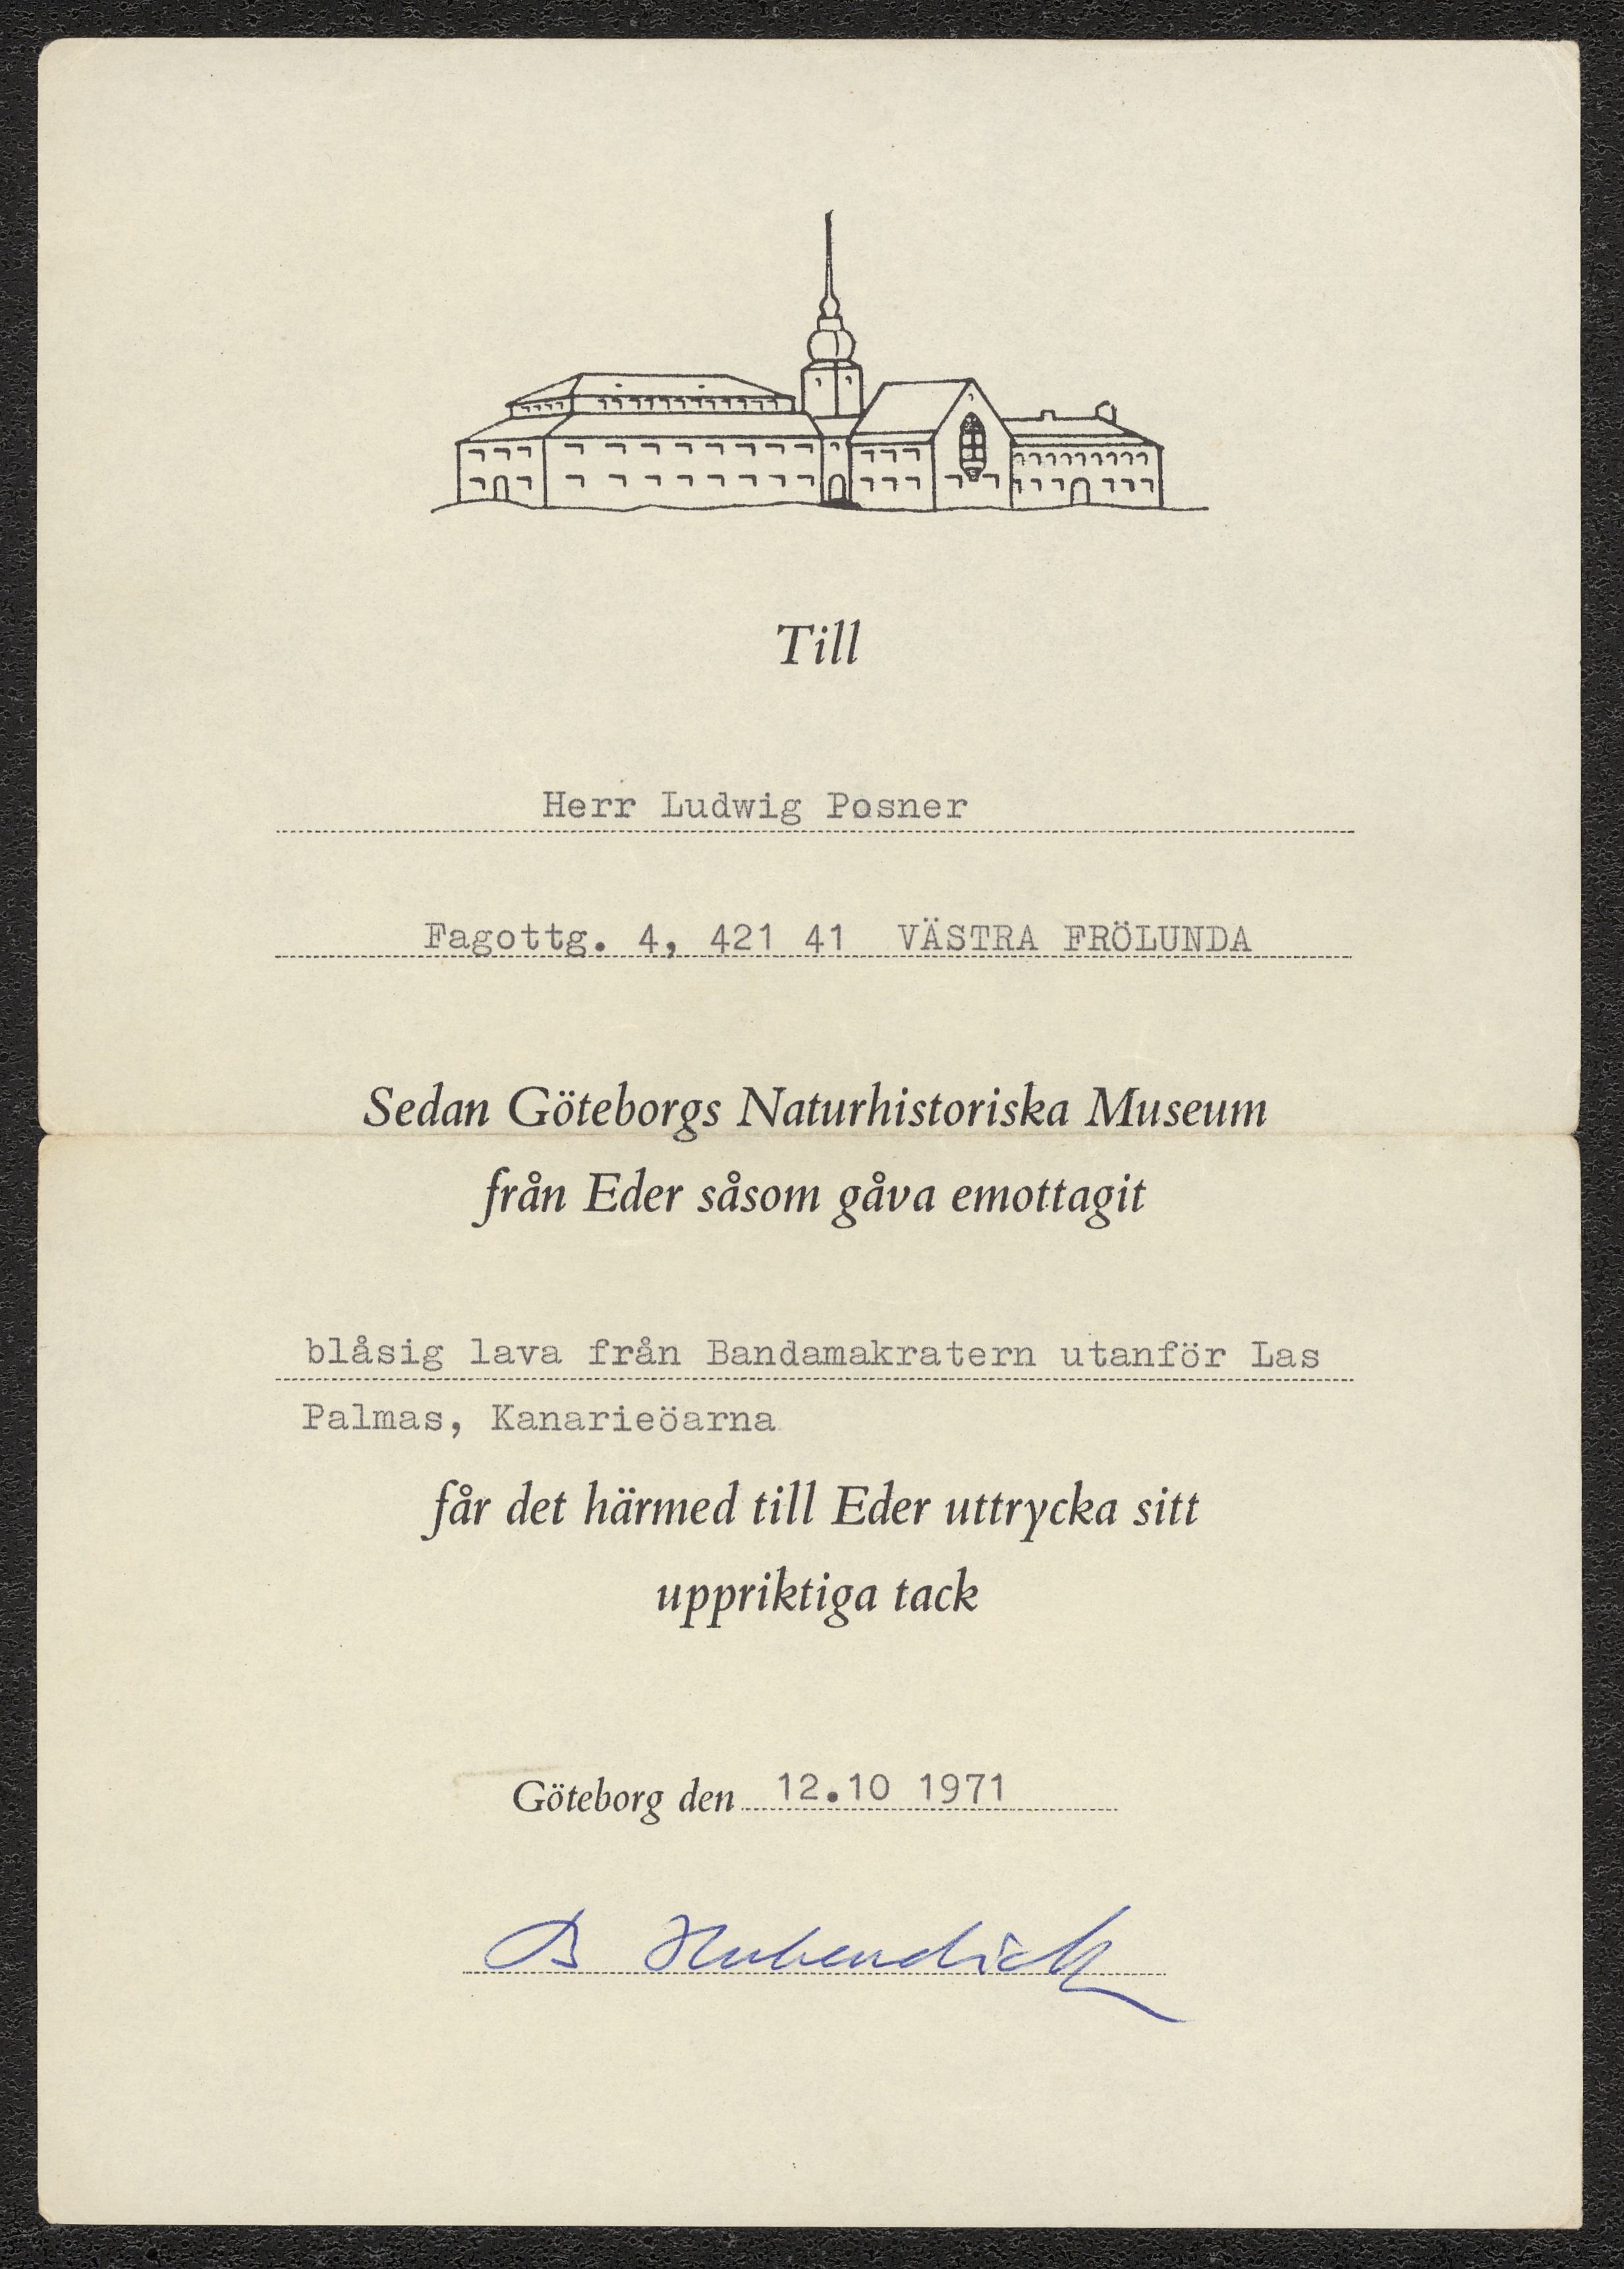 Till
Herr Ludwig Posner
Fagottg. 4, 421 41 VÄSTRA FRÖLUNDA
Sedan Göteborgs Naturhistoriska Museum
från Eder såsom gåva emottagit
blåsig lava från Bandamakratern utanför Las
Palmas, Kanarieöarna
får det härmed till Eder uttrycka sitt
uppriktiga tack
Göteborg den 12.10 1971
B Hubendick